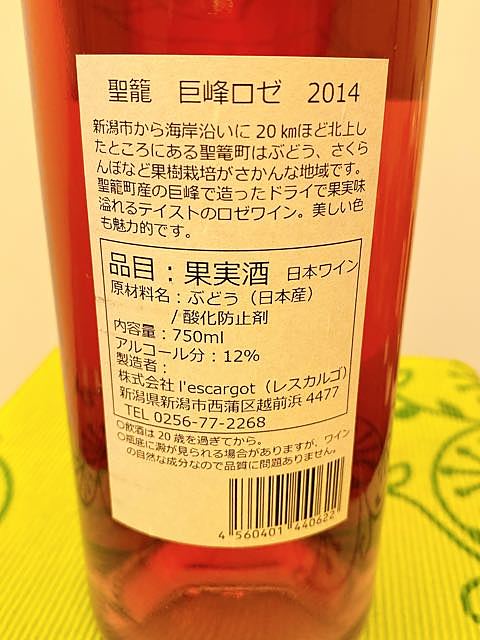 聖籠　巨峰ロゼ　2014
新潟市から海岸沿いに 20 ㎞ほど北上し
たところにある聖篭町はぶどう、さくら
んぼなど果樹栽培がさかんな地域です。
聖籠町産の巨峰で造ったドライで果実味
溢れるテイストのロゼワイン。美しい色
も魅力的です。
品目：果実酒　日本ワイン
原材料名：ぶどう（日本産）
/ 酸化防止剤
内容量：750ml
アルコール分：12%
製造者：
株式会社 l'escargot（レスカルゴ）
新潟県新潟市西蒲区越前浜 4477
TEL 0256-77-2268
○飲酒は 20 歳を過ぎてから。
○瓶底に澱が見られる場合がありますが、ワイン
の自然な成分なので品質に問題ありません。
4 560401 440622